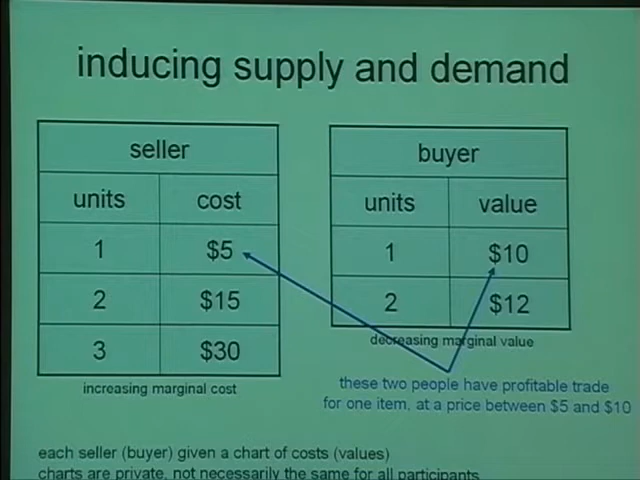 inducing supply and demand
seller
units cost
1 $5
2 $15
3 $30
increasing marginal cost
buyer
units value
1 $10
2 $12
decreasing marginal value
these two people have profitable trade
for one item, at a price between $5 and $10
each seller (buyer) given a chart of costs (values)
charts are private, not necessarily the same for all participants